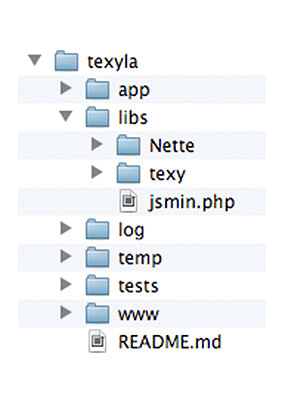 texyla
app
libs
Nette
texy
jsmin.php
log
temp
tests
www
README.md